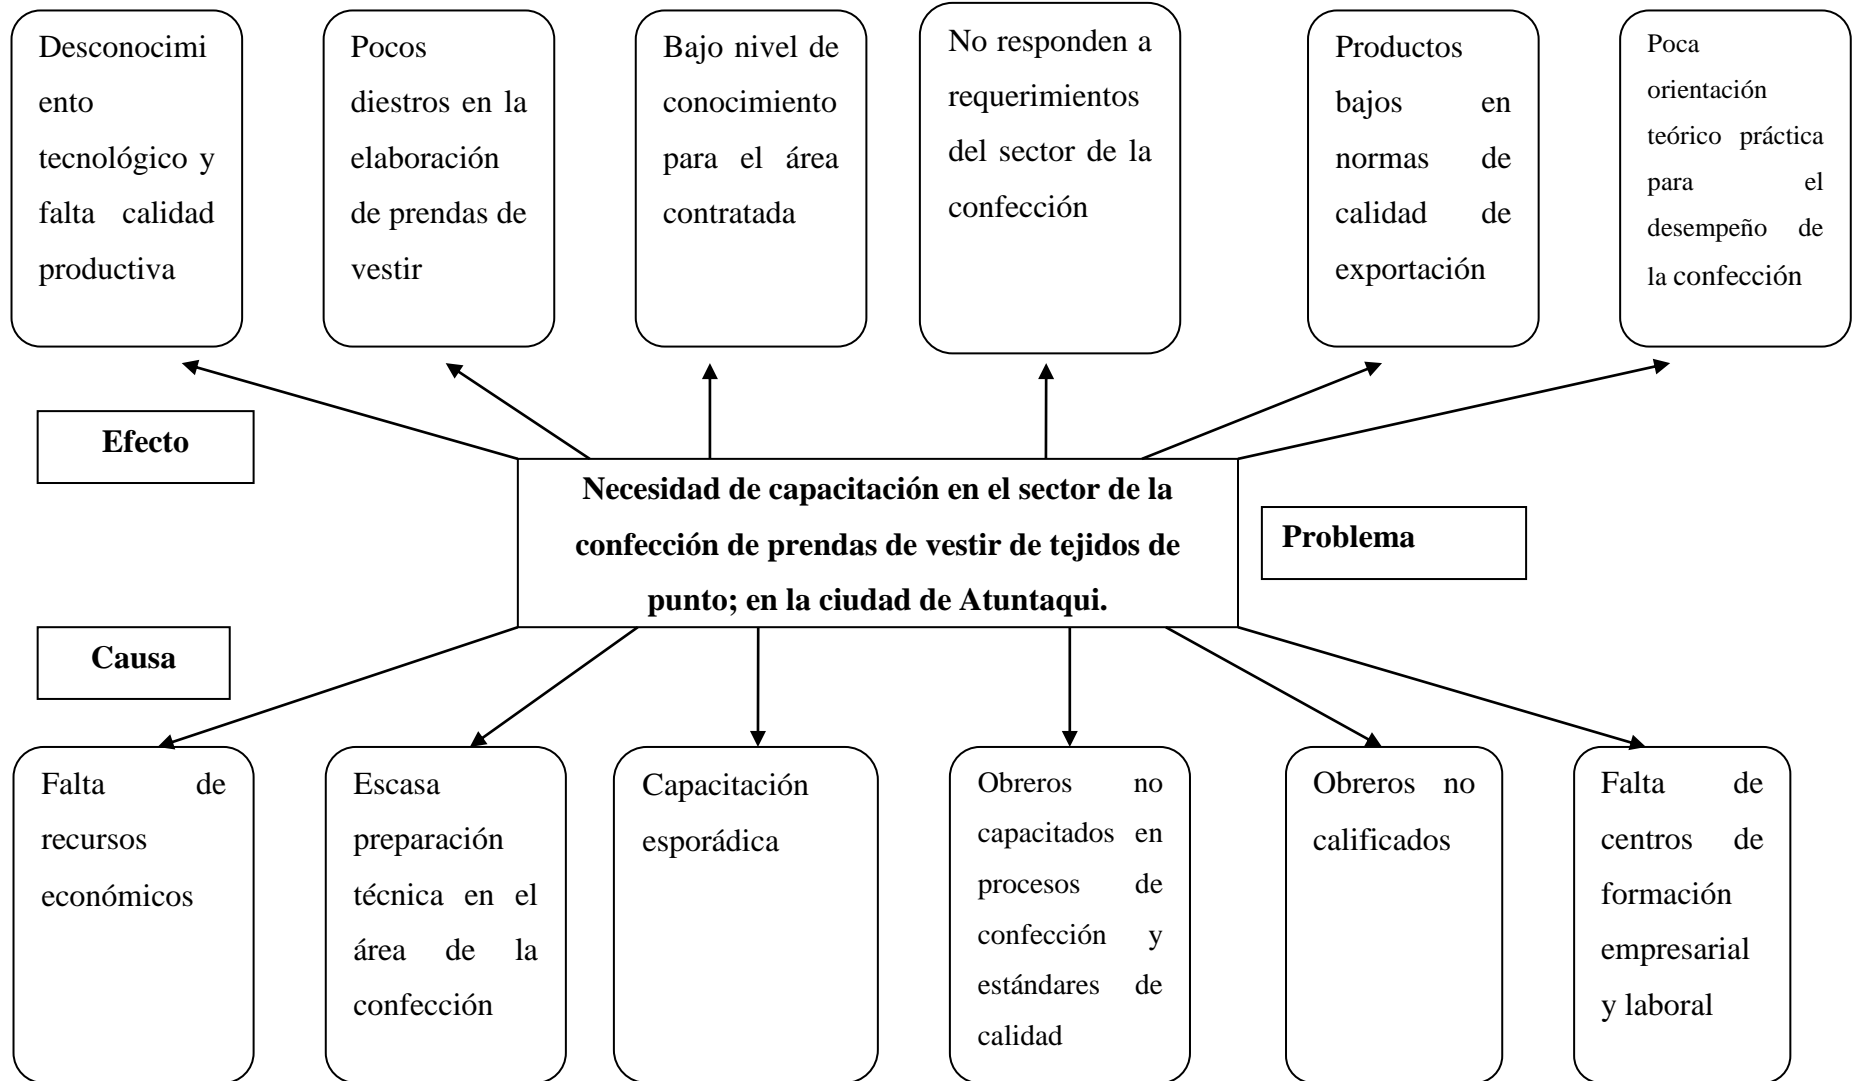 Desconocimi
ento
tecnológico y
falta calidad
productiva
Pocos
diestros en la
elaboración
de prendas de
vestir
Bajo nivel de
conocimiento
para el área
contratada
No responden a
requerimientos
del sector de la
confección
Productos
bajos en
normas de
calidad de
exportación
Poca
orientación
teórico práctica
para el
desempeño de
la confección
Efecto
Necesidad de capacitación en el sector de la
confección de prendas de vestir de tejidos de
punto; en la ciudad de Atuntaqui.
Problema
Causa
Falta de
recursos
económicos
Escasa
preparación
técnica en el
área de la
confección
Capacitación
esporádica
Obreros no
capacitados en
procesos de
confección y
estándares de
calidad
Obreros no
calificados
Falta de
centros de
formación
empresarial
y laboral